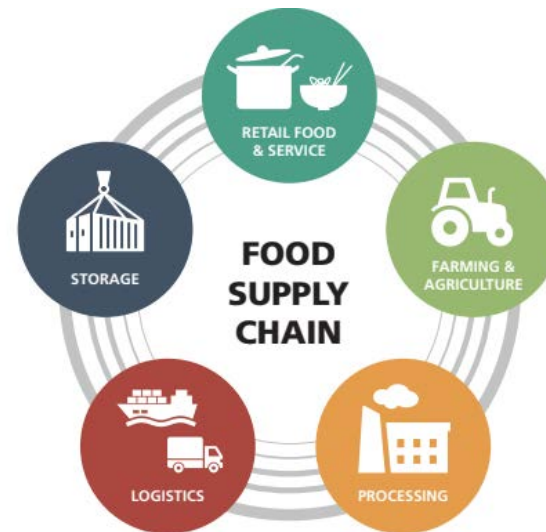 RETAIL FOOD
& SERVICE
FARMING &
AGRICULTURE
PROCESSING
LOGISTICS
STORAGE
FOOD
SUPPLY
CHAIN